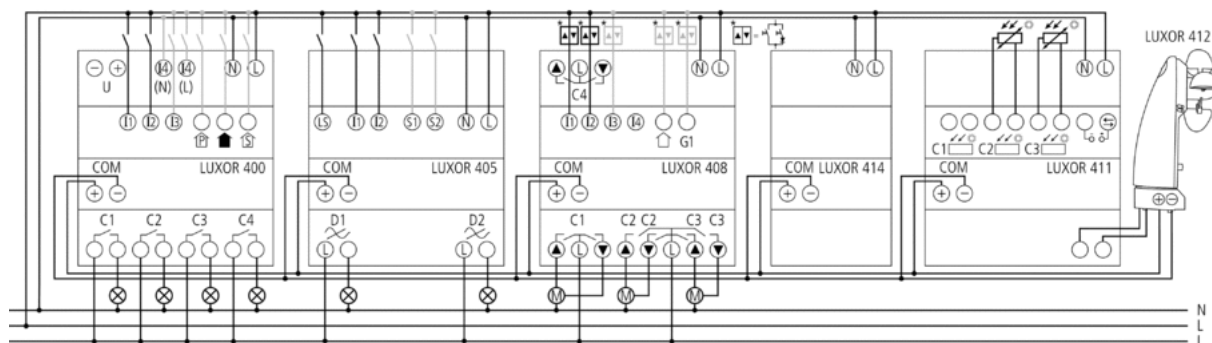 LUXOR 412
U
I4
(N)
I4
(L)
N
L
I1
I2
I3
P
S
COM
LUXOR 400
C1
C2
C3
C4
LS
I1
I2
S1
S2
N
L
COM
LUXOR 405
D1
D2
L
L
* * * * * * =
L
C4
N
L
I1
I2
I3
I4
G1
COM
LUXOR 408
C1
C2
C2
C3
C3
L
L
M
M
M
N
L
COM
LUXOR 414
N
L
C1
C2
C3
COM
LUXOR 411
N
L
L